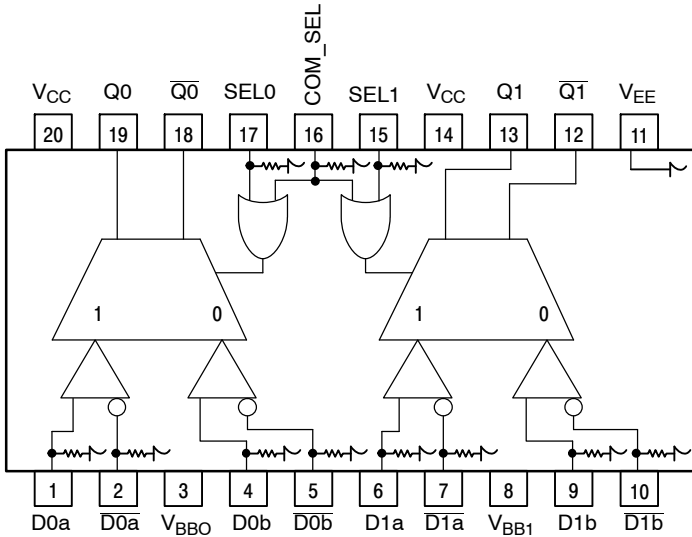 COM_SEL
VCC Q0 Q0 SEL0 SEL1 VCC Q1 Q1 VEE
20 19 18 17 16 15 14 13 12 11
1 0 1 0
1 2 3 4 5 6 7 8 9 10
D0a D0a VBB0 D0b D0b D1a D1a VBB1 D1b D1b